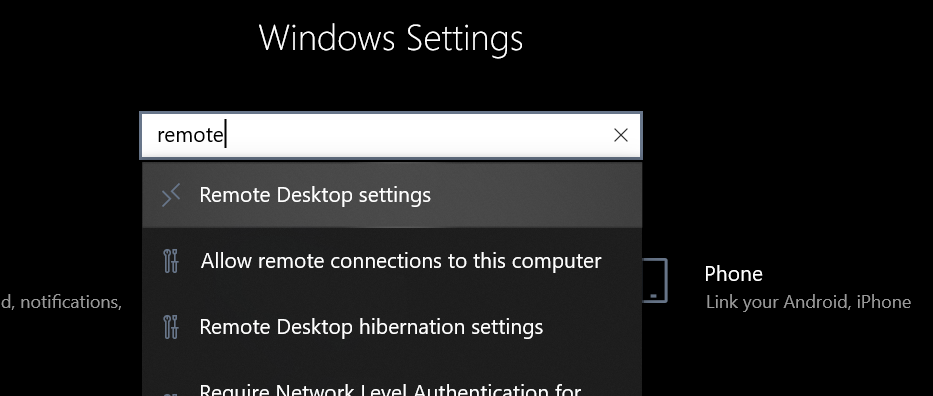 Windows Settings
remote
Remote Desktop settings
Allow remote connections to this computer
Phone
d, notifications,
Link your Android, iPhone
Remote Desktop hibernation settings
Require Network Level Authentication for